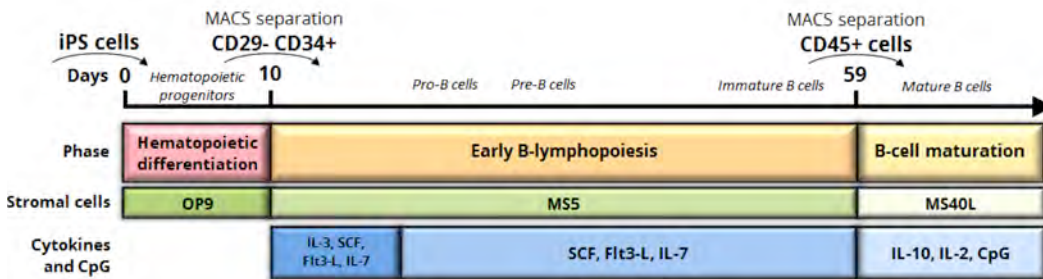 MACS separation
CD29- CD34+
MACS separation
CD45+ cells
iPS cells
Days 0 10 59
Hematopoietic
progenitors
Pro-B cells Pre-B cells Immature B cells Mature B cells
Phase
Hematopoietic
differentiation
Early B-lymphopoiesis
B-cell maturation
Stromal cells OP9 MS5 MS40L
Cytokines
and CpG
IL-3, SCF,
Flt3-L, IL-7
SCF, Flt3-L, IL-7
IL-10, IL-2, CpG